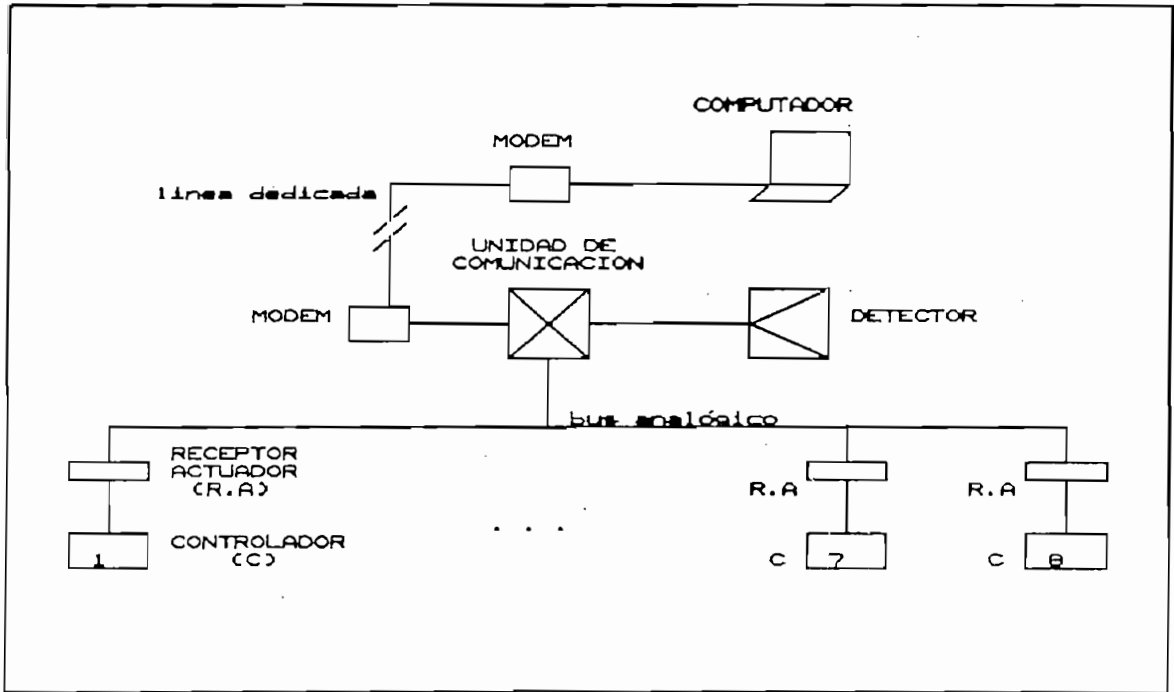 COMPUTADOR
MODEM
linea dedicada
UNIDAD DE
COMUNICACION
MODEM
DETECTOR
bus analógico
RECEPTOR
ACTUADOR
(R.A)
R.A
R.A
CONTROLADOR
(C)
1
. . .
C 7
C 8